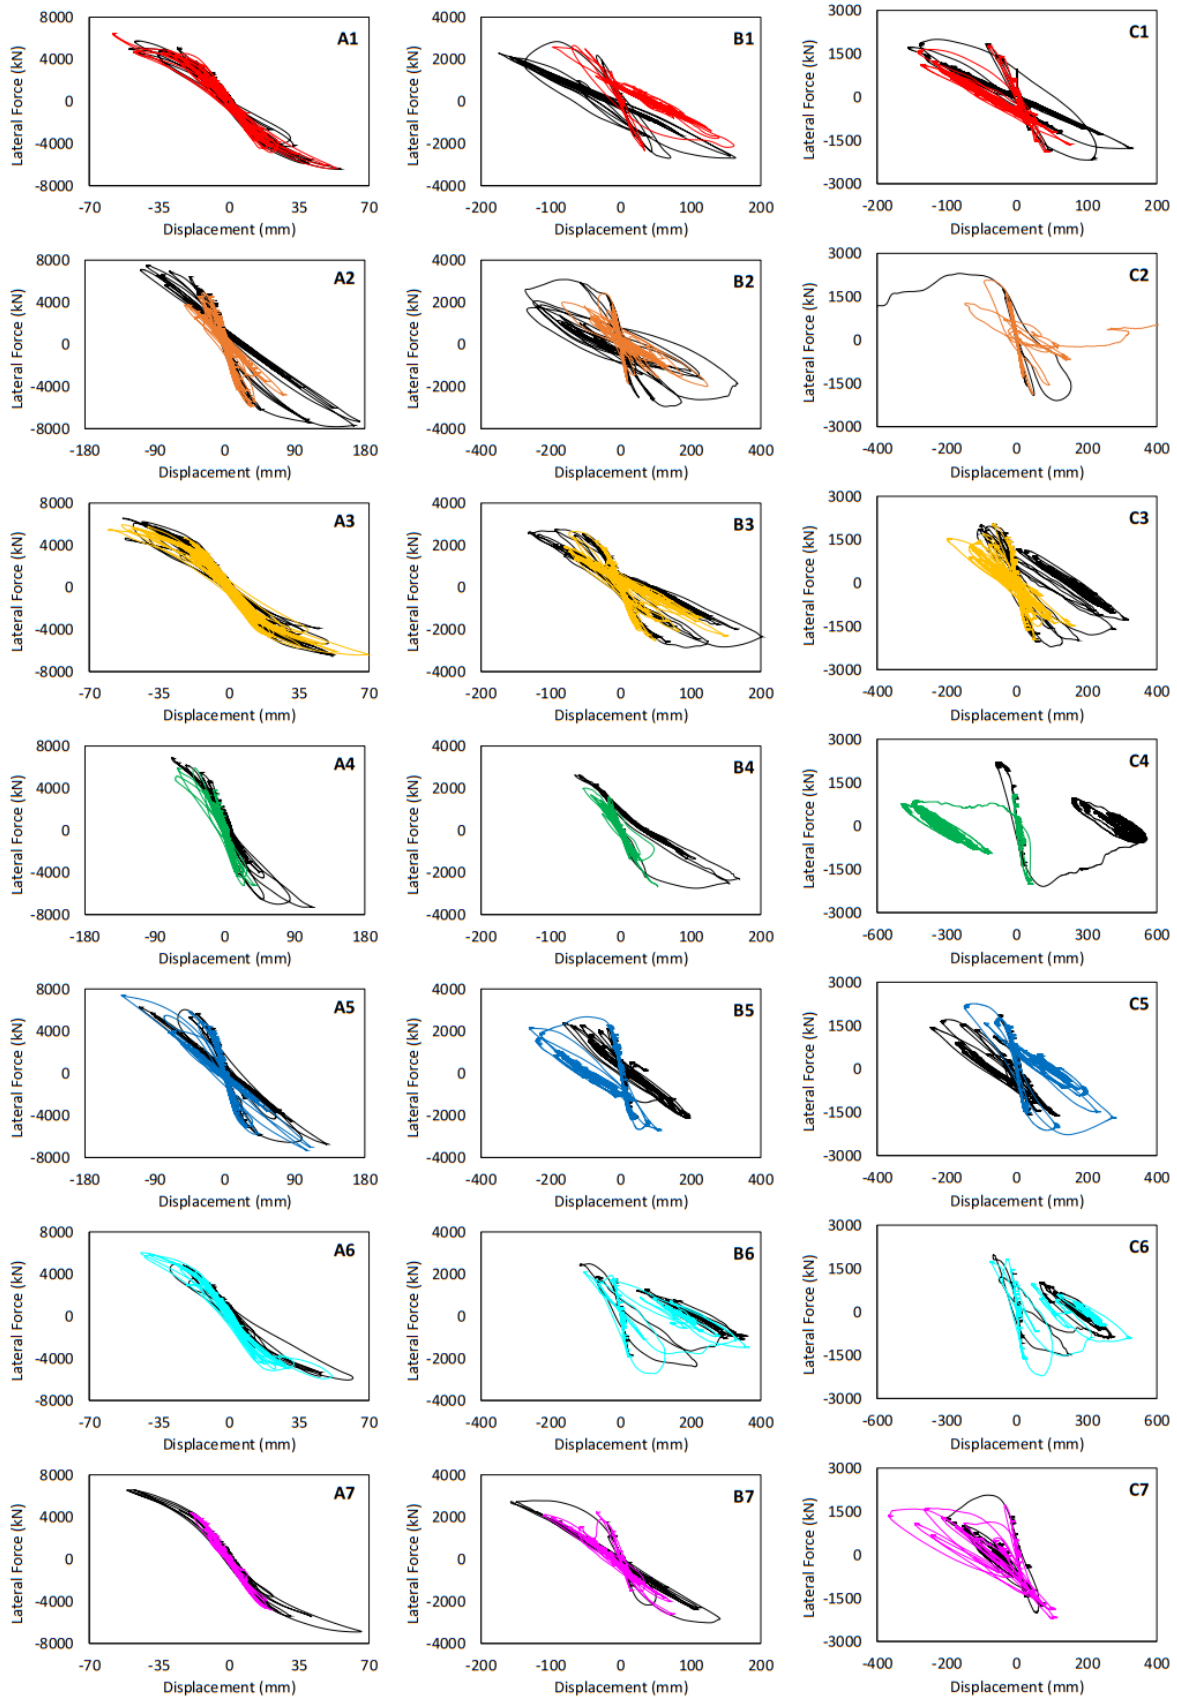 Lateral Force (kN)
8000
4000
0
-4000
-8000
A1
-70 -35 0 35 70
Displacement (mm)
Lateral Force (kN)
4000
2000
0
-2000
-4000
B1
-200 -100 0 100 200
Displacement (mm)
Lateral Force (kN)
3000
1500
0
-1500
-3000
C1
-200 -100 0 100 200
Displacement (mm)
Lateral Force (kN)
8000
4000
0
-4000
-8000
A2
-180 -90 0 90 180
Displacement (mm)
Lateral Force (kN)
4000
2000
0
-2000
-4000
B2
-400 -200 0 200 400
Displacement (mm)
Lateral Force (kN)
3000
1500
0
-1500
-3000
C2
-400 -200 0 200 400
Displacement (mm)
Lateral Force (kN)
8000
4000
0
-4000
-8000
A3
-70 -35 0 35 70
Displacement (mm)
Lateral Force (kN)
4000
2000
0
-2000
-4000
B3
-200 -100 0 100 200
Displacement (mm)
Lateral Force (kN)
3000
1500
0
-1500
-3000
C3
-400 -200 0 200 400
Displacement (mm)
Lateral Force (kN)
8000
4000
0
-4000
-8000
A4
-180 -90 0 90 180
Displacement (mm)
Lateral Force (kN)
4000
2000
0
-2000
-4000
B4
-200 -100 0 100 200
Displacement (mm)
Lateral Force (kN)
3000
1500
0
-1500
-3000
C4
-600 -300 0 300 600
Displacement (mm)
Lateral Force (kN)
8000
4000
0
-4000
-8000
A5
-180 -90 0 90 180
Displacement (mm)
Lateral Force (kN)
4000
2000
0
-2000
-4000
B5
-400 -200 0 200 400
Displacement (mm)
Lateral Force (kN)
3000
1500
0
-1500
-3000
C5
-400 -200 0 200 400
Displacement (mm)
Lateral Force (kN)
8000
4000
0
-4000
-8000
A6
-70 -35 0 35 70
Displacement (mm)
Lateral Force (kN)
4000
2000
0
-2000
-4000
B6
-400 -200 0 200 400
Displacement (mm)
Lateral Force (kN)
3000
1500
0
-1500
-3000
C6
-600 -300 0 300 600
Displacement (mm)
Lateral Force (kN)
8000
4000
0
-4000
-8000
A7
-70 -35 0 35 70
Displacement (mm)
Lateral Force (kN)
4000
2000
0
-2000
-4000
B7
-200 -100 0 100 200
Displacement (mm)
Lateral Force (kN)
3000
1500
0
-1500
-3000
C7
-400 -200 0 200 400
Displacement (mm)